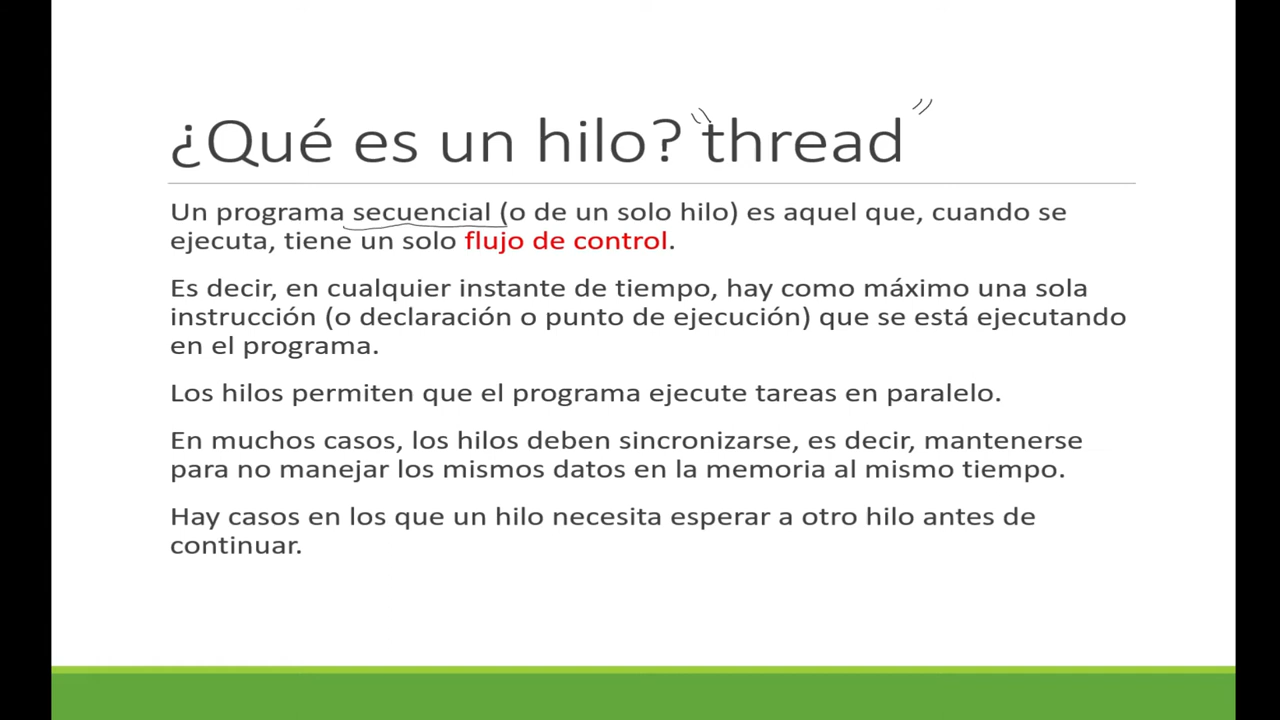 ¿Qué es un hilo? "thread"
Un programa secuencial (o de un solo hilo) es aquel que, cuando se
ejecuta, tiene un solo flujo de control.
Es decir, en cualquier instante de tiempo, hay como máximo una sola
instrucción (o declaración o punto de ejecución) que se está ejecutando
en el programa.
Los hilos permiten que el programa ejecute tareas en paralelo.
En muchos casos, los hilos deben sincronizarse, es decir, mantenerse
para no manejar los mismos datos en la memoria al mismo tiempo.
Hay casos en los que un hilo necesita esperar a otro hilo antes de
continuar.